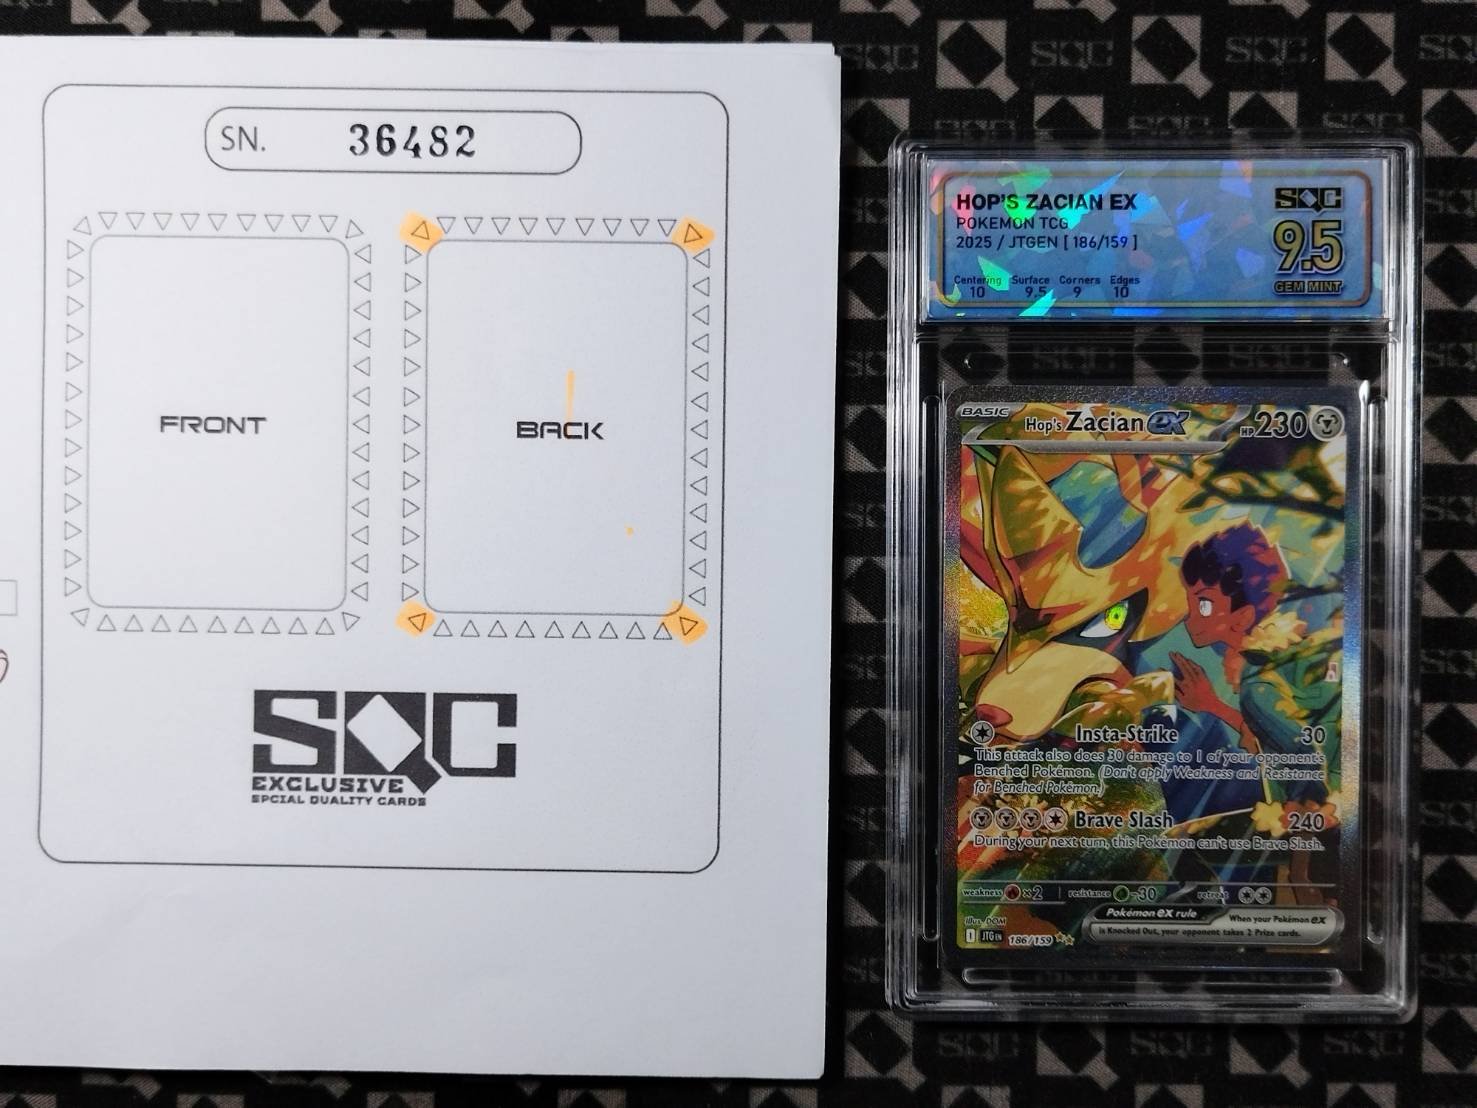 SN. 36482
FRONT
BACK
SQC
EXCLUSIVE
SPCIAL QUALITY CARDS
HOP'S ZACIAN EX
POKEMON TCG
2025 / JTGEN [ 186/159 ]
Centering Surface Corners Edges
10 9.5 9 10
SQC
9.5
GEM MINT
BASIC
Hop's Zacian ex HP 230
Insta-Strike 30
This attack also does 30 damage to 1 of your opponent's
Benched Pokémon. (Don't apply Weakness and Resistance
for Benched Pokémon.)
Brave Slash 240
During your next turn, this Pokémon can't use Brave Slash.
weakness ×2 resistance -30 retreat
Illus. DOM
I JTG EN 186/159
Pokémon ex rule
When your Pokémon ex
is Knocked Out, your opponent takes 2 Prize cards.